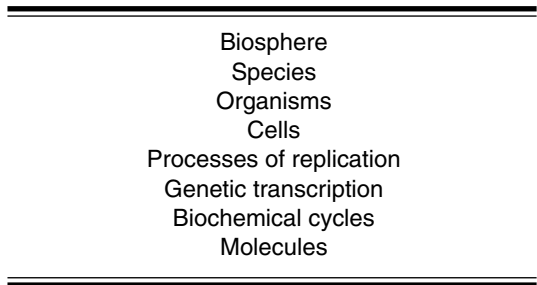 Biosphere
Species
Organisms
Cells
Processes of replication
Genetic transcription
Biochemical cycles
Molecules